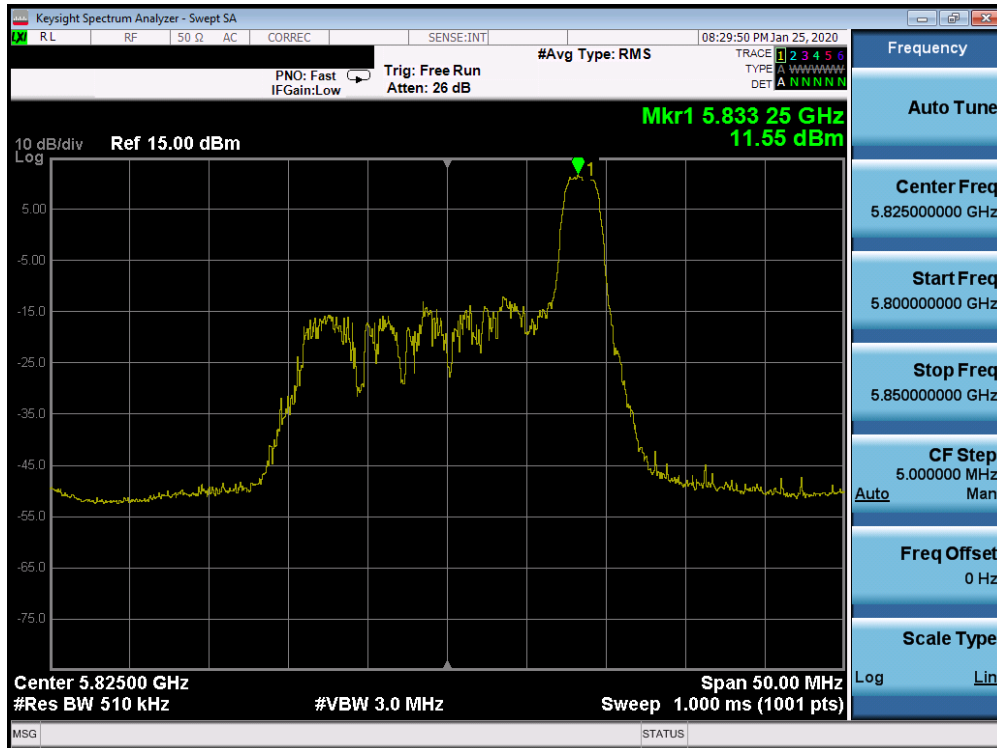 Keysight Spectrum Analyzer - Swept SA
LXI RL RF 50 Ω AC CORREC SENSE:INT 08:29:50 PM Jan 25, 2020
#Avg Type: RMS
TRACE 1 2 3 4 5 6
TYPE A WWWWW
DET A N N N N N
PNO: Fast
IFGain:Low
Trig: Free Run
Atten: 26 dB
Mkr1 5.833 25 GHz
11.55 dBm
10 dB/div
Log
Ref 15.00 dBm
1
5.00
-5.00
-15.0
-25.0
-35.0
-45.0
-55.0
-65.0
-75.0
Center 5.82500 GHz
Span 50.00 MHz
#Res BW 510 kHz
#VBW 3.0 MHz
Sweep 1.000 ms (1001 pts)
MSG
STATUS
Frequency
Auto Tune
Center Freq
5.825000000 GHz
Start Freq
5.800000000 GHz
Stop Freq
5.850000000 GHz
CF Step
5.000000 MHz
Auto Man
Freq Offset
0 Hz
Scale Type
Log Lin